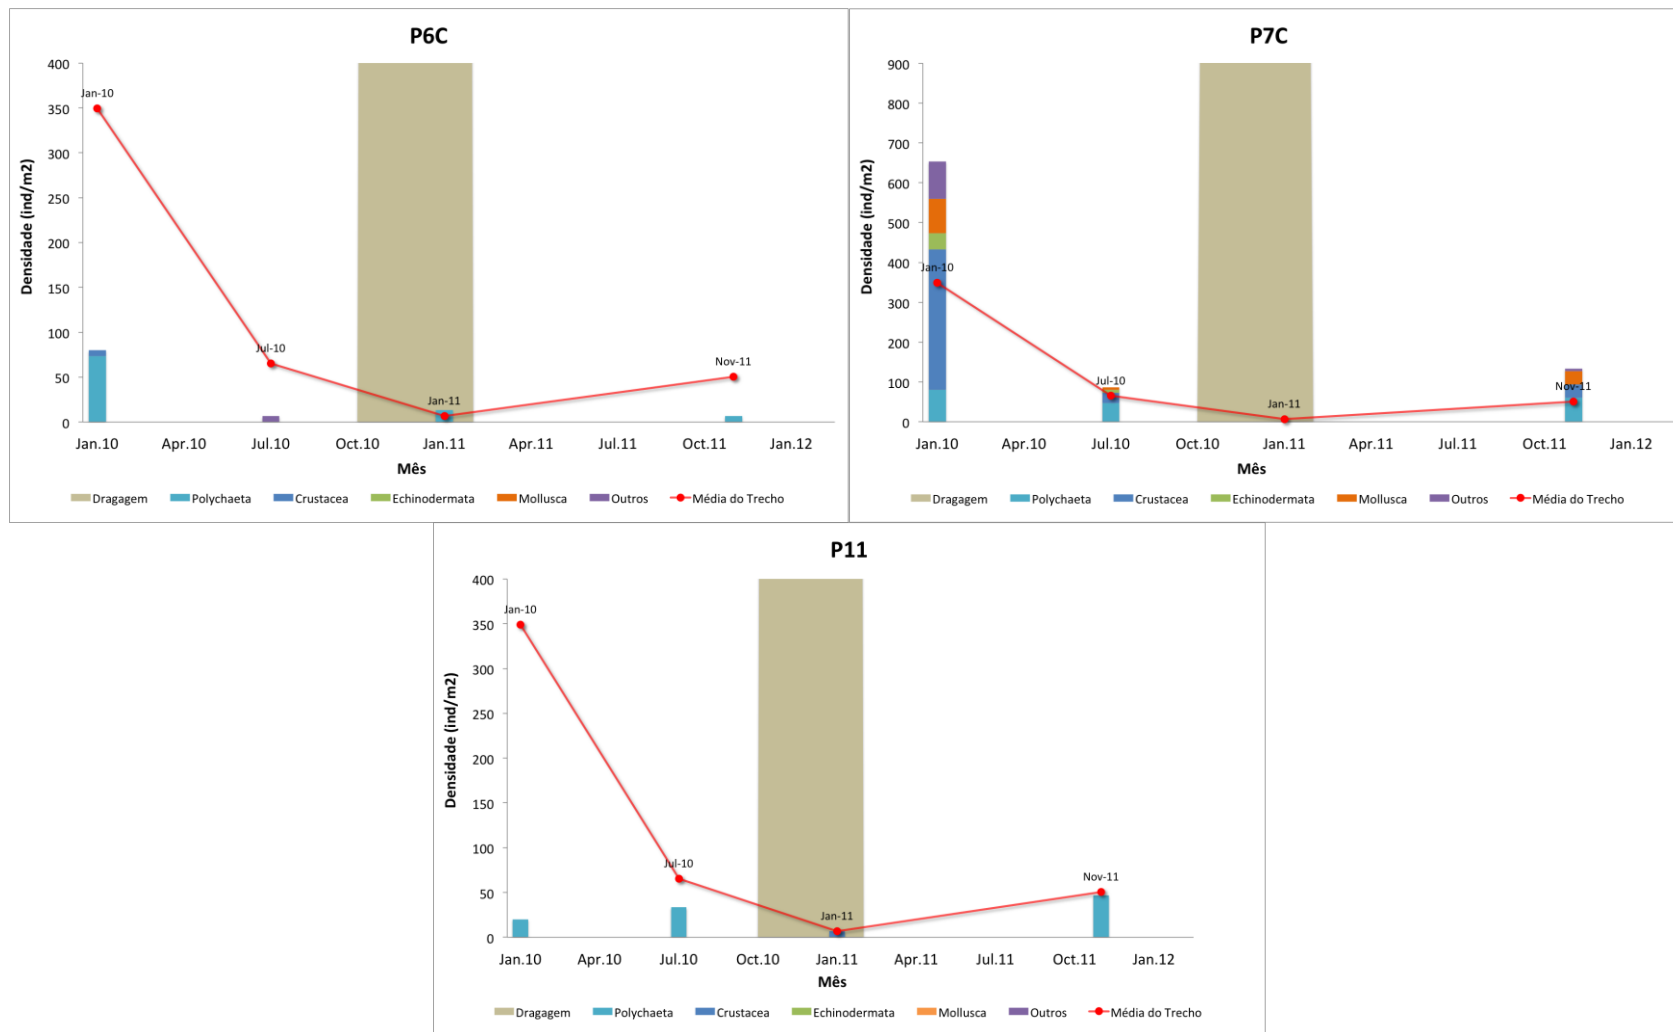 P6C
400
350
300
250
200
150
100
50
0
Densidade (ind/m2)
Jan-10
Jul-10
Jan-11
Nov-11
Jan.10 Apr.10 Jul.10 Oct.10 Jan.11 Apr.11 Jul.11 Oct.11 Jan.12
Mês
Dragagem Polychaeta Crustacea Echinodermata Mollusca Outros Média do Trecho
P7C
900
800
700
600
500
400
300
200
100
0
Densidade (ind/m2)
Jan-10
Jul-10
Jan-11
Nov-11
Jan.10 Apr.10 Jul.10 Oct.10 Jan.11 Apr.11 Jul.11 Oct.11 Jan.12
Mês
Dragagem Polychaeta Crustacea Echinodermata Mollusca Outros Média do Trecho
P11
400
350
300
250
200
150
100
50
0
Densidade (ind/m2)
Jan-10
Jul-10
Jan-11
Nov-11
Jan.10 Apr.10 Jul.10 Oct.10 Jan.11 Apr.11 Jul.11 Oct.11 Jan.12
Mês
Dragagem Polychaeta Crustacea Echinodermata Mollusca Outros Média do Trecho